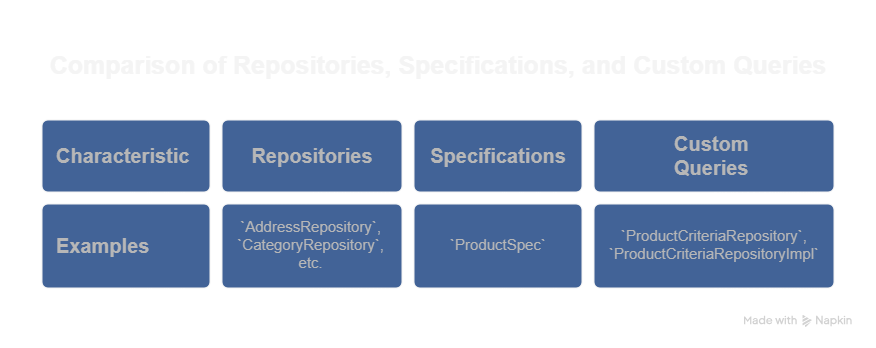 Comparison of Repositories, Specifications, and Custom Queries
Characteristic
Repositories
Specifications
Custom
Queries
Examples
`AddressRepository`,
`CategoryRepository`,
etc.
`ProductSpec`
`ProductCriteriaRepository`,
`ProductCriteriaRepositoryImpl`
Made with Napkin